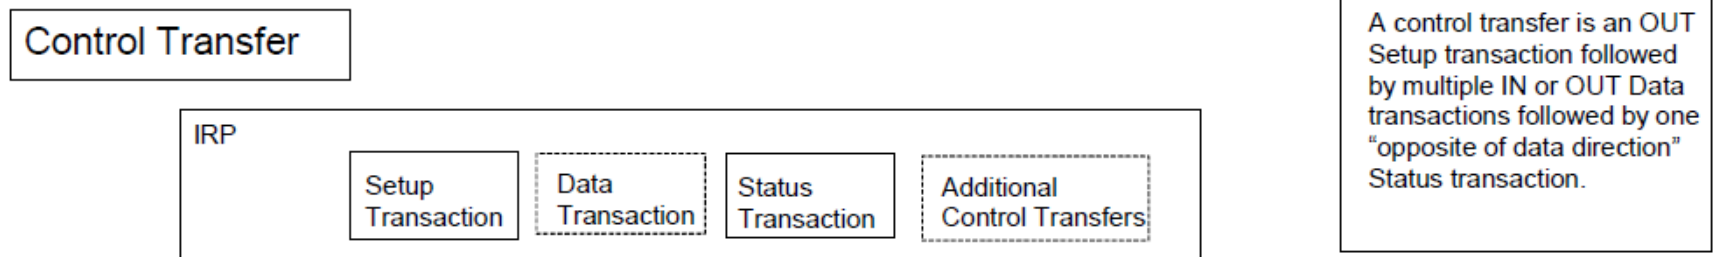 Control Transfer
IRP
Setup
Transaction
Data
Transaction
Status
Transaction
Additional
Control Transfers
A control transfer is an OUT
Setup transaction followed
by multiple IN or OUT Data
transactions followed by one
“opposite of data direction”
Status transaction.